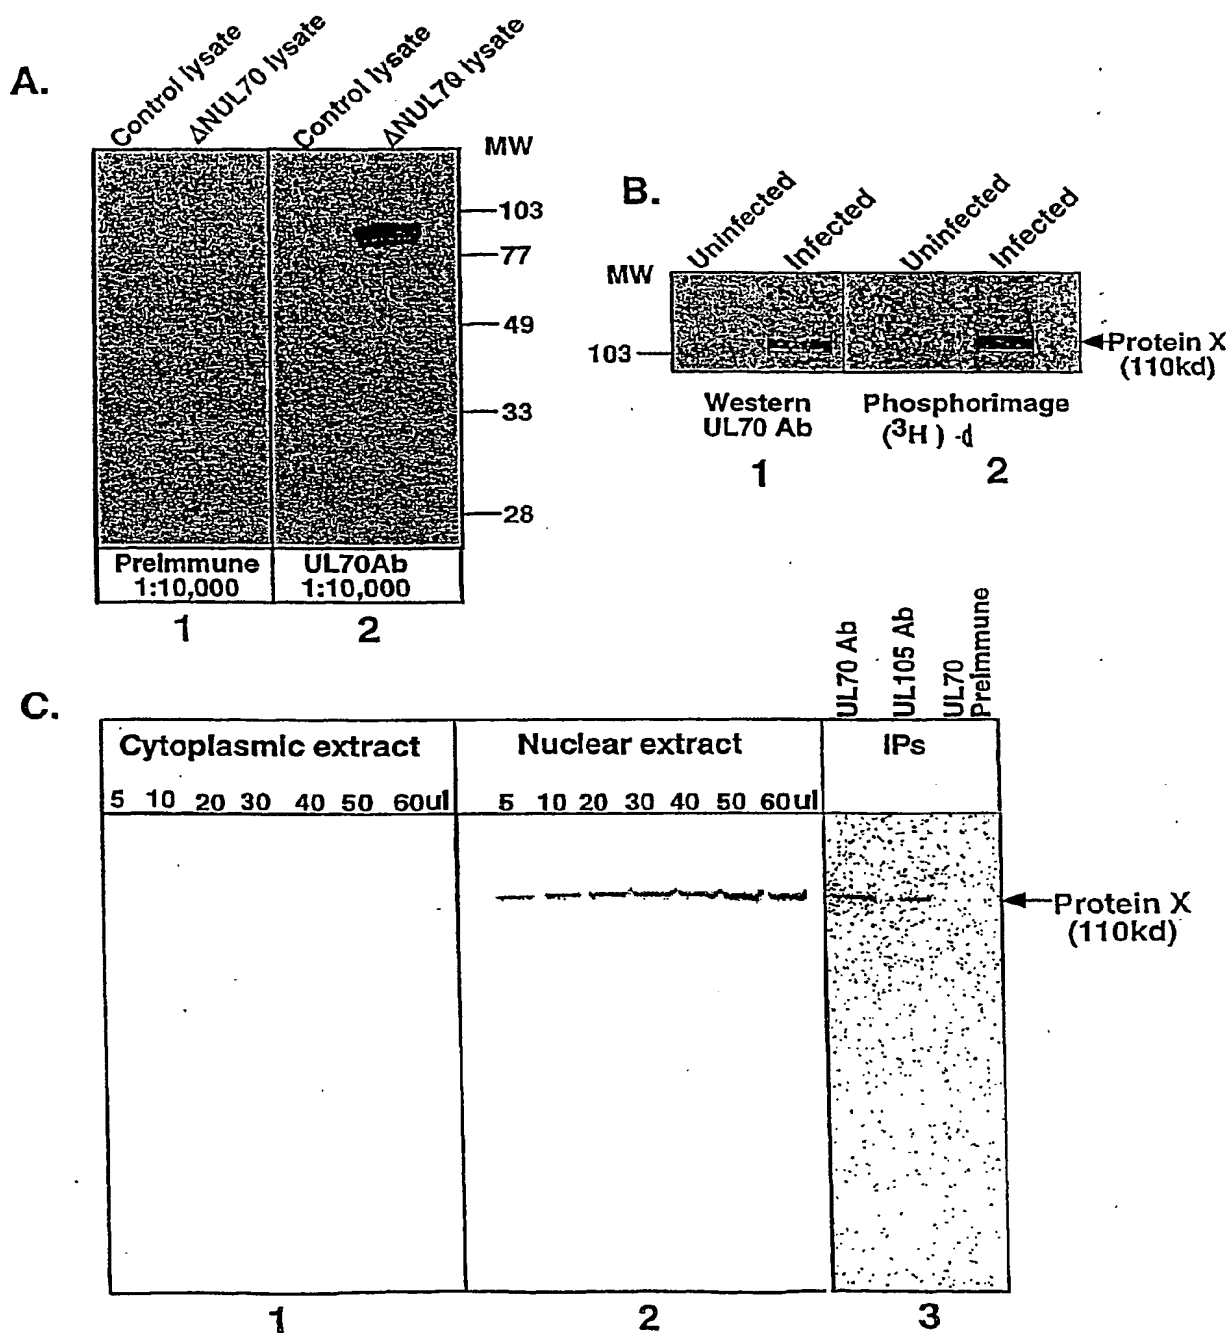 A.
Control lysate
ΔNUL70 lysate
Control lysate
ΔNUL70 lysate
MW
103
77
49
33
28
PreImmune
1:10,000
UL70Ab
1:10,000
1
2
B.
Uninfected
Infected
Uninfected
Infected
MW
103
Protein X
(110kd)
Western
UL70 Ab
Phosphorimage
(³H) -d
1
2
C.
UL70 Ab
UL105 Ab
UL70
PreImmune
Cytoplasmic extract
Nuclear extract
IPs
5 10 20 30 40 50 60ul
5 10 20 30 40 50 60ul
Protein X
(110kd)
1
2
3